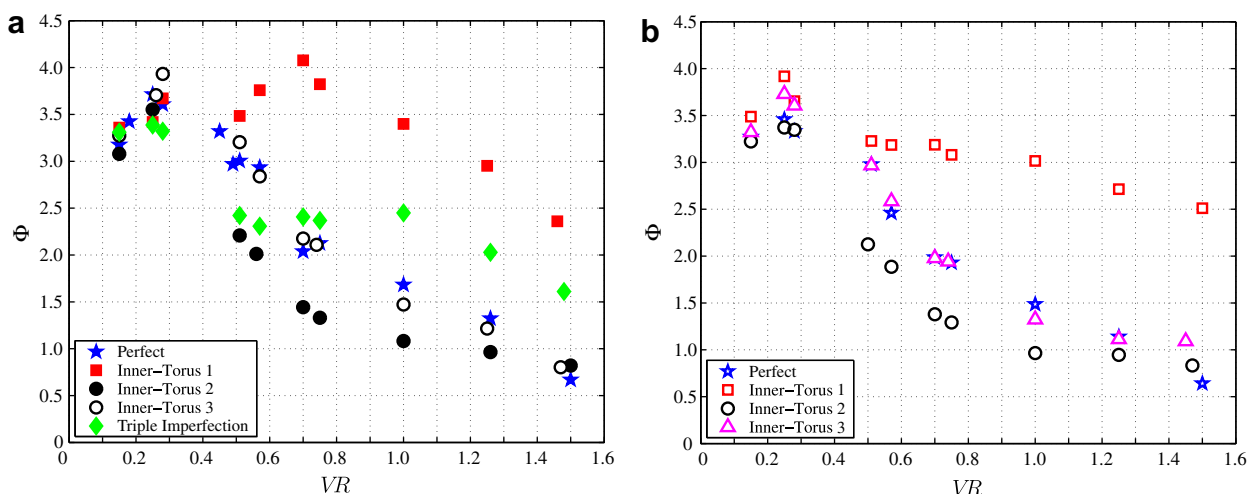 a
4.5
4.0
3.5
3.0
2.5
2.0
1.5
1.0
0.5
0
Φ
Perfect
Inner–Torus 1
Inner–Torus 2
Inner–Torus 3
Triple Imperfection
0 0.2 0.4 0.6 0.8 1.0 1.2 1.4 1.6
VR
b
4.5
4.0
3.5
3.0
2.5
2.0
1.5
1.0
0.5
0
Φ
Perfect
Inner–Torus 1
Inner–Torus 2
Inner–Torus 3
0 0.2 0.4 0.6 0.8 1.0 1.2 1.4 1.6
VR